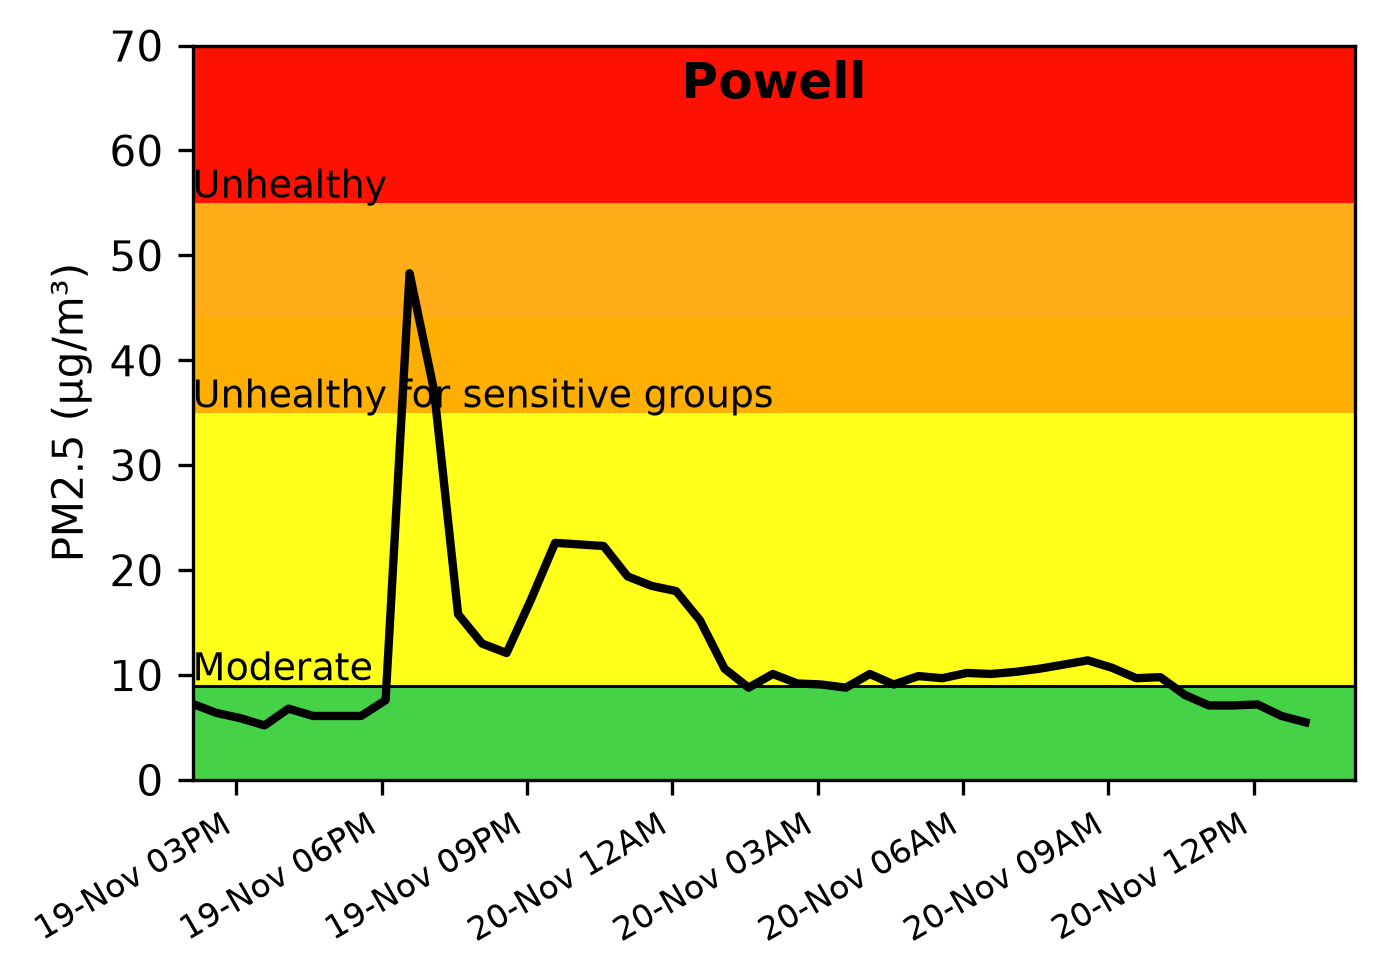 Powell
70
60
50
40
30
20
10
0
PM2.5 (µg/m³)
Unhealthy
Unhealthy for sensitive groups
Moderate
19-Nov 03PM
19-Nov 06PM
19-Nov 09PM
20-Nov 12AM
20-Nov 03AM
20-Nov 06AM
20-Nov 09AM
20-Nov 12PM